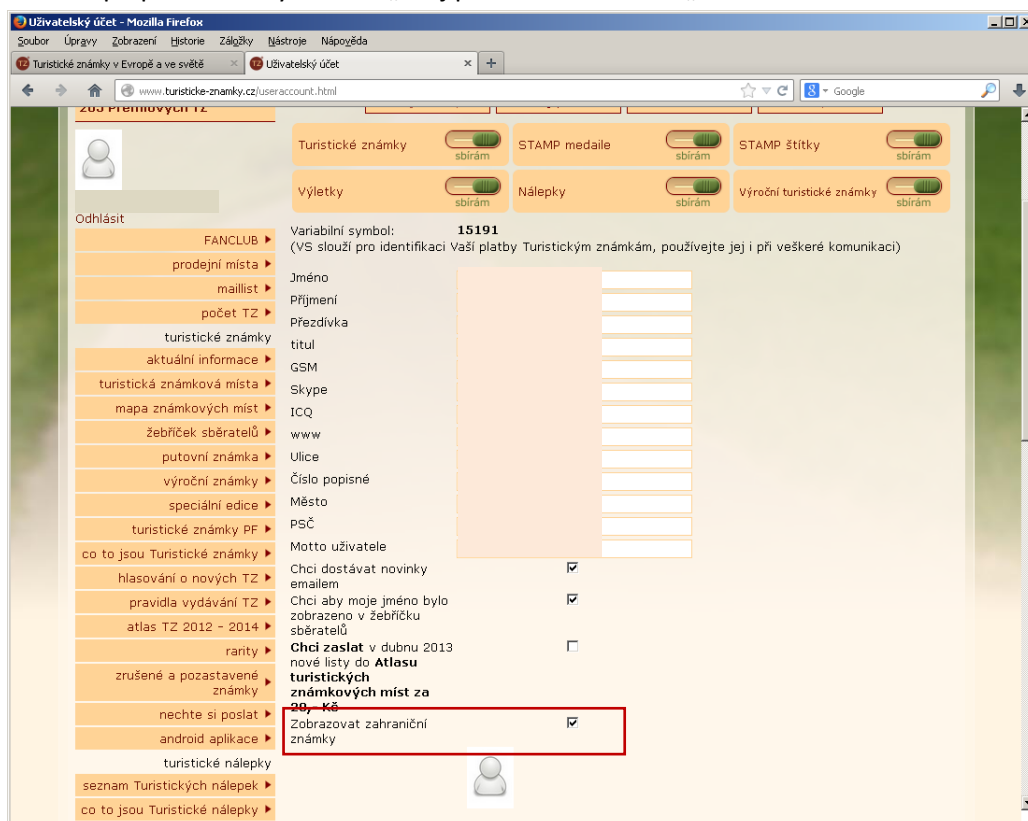 Uživatelský účet - Mozilla Firefox
Soubor Úpravy Zobrazení Historie Záložky Nástroje Nápověda
Turistické známky v Evropě a ve světě × Uživatelský účet × +
www.turisticke-znamky.cz/useraccount.html Google
Turistické známky sbírám STAMP medaile sbírám STAMP štítky sbírám
Výletky sbírám Nálepky sbírám Výroční turistické známky sbírám
Odhlásit
FANCLUB
prodejní místa
maillist
počet TZ
turistické známky
aktuální informace
turistická známková místa
mapa známkových míst
žebříček sběratelů
putovní známka
výroční známky
speciální edice
turistické známky PF
co to jsou Turistické známky
hlasování o nových TZ
pravidla vydávání TZ
atlas TZ 2012 - 2014
rarity
zrušené a pozastavené
známky
nechte si poslat
android aplikace
turistické nálepky
seznam Turistických nálepek
co to jsou Turistické nálepky
Variabilní symbol: 15191
(VS slouží pro identifikaci Vaší platby Turistickým známkám, používejte jej i při veškeré komunikaci)
Jméno
Příjmení
Přezdívka
titul
GSM
Skype
ICQ
www
Ulice
Číslo popisné
Město
PSČ
Motto uživatele
Chci dostávat novinky
emailem
Chci aby moje jméno bylo
zobrazeno v žebříčku
sběratelů
Chci zaslat v dubnu 2013
nové listy do Atlasu
turistických
známkových míst za
20,- Kč
Zobrazovat zahraniční
známky